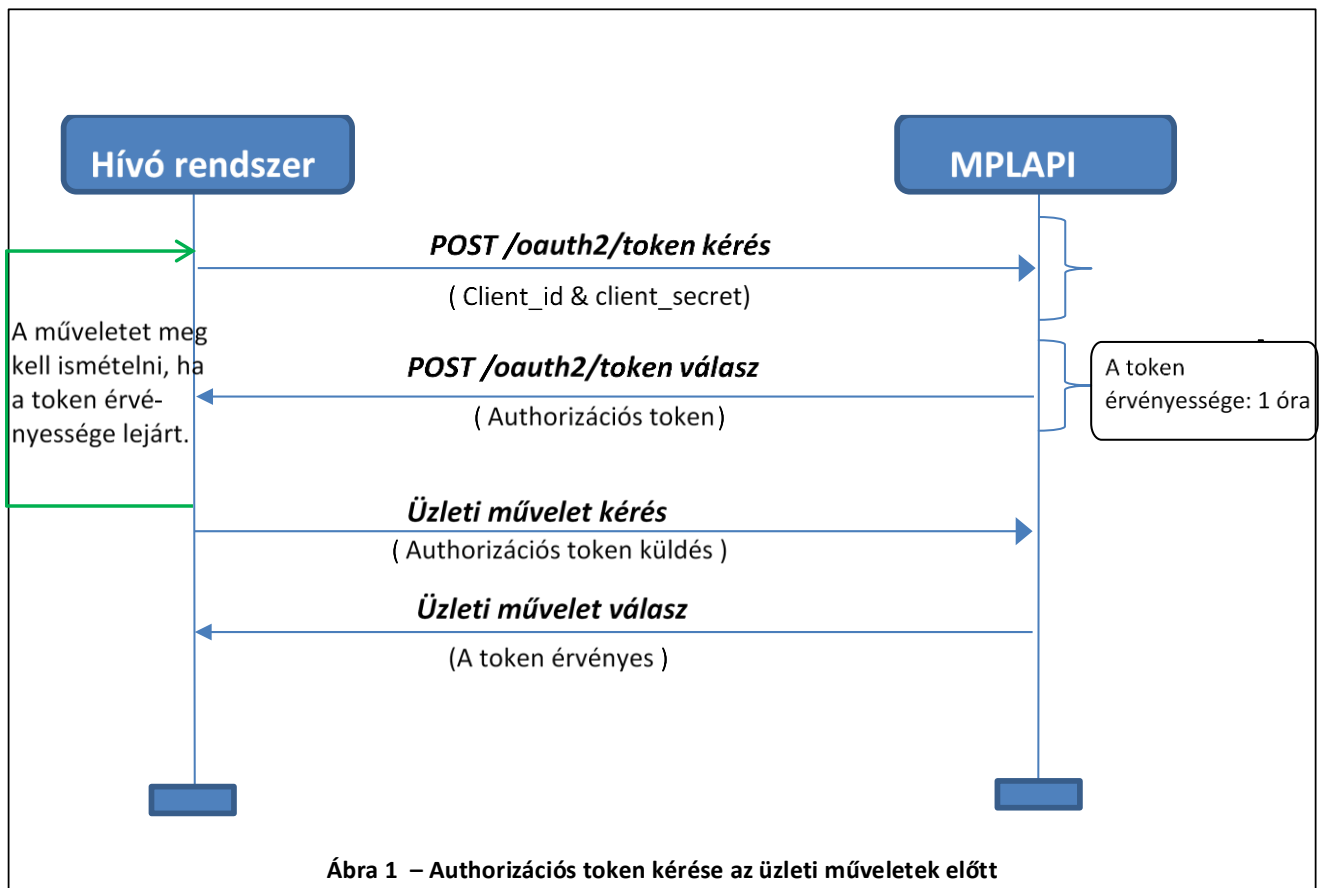 Hívó rendszer
MPLAPI
POST /oauth2/token kérés
( Client_id & client_secret)
A műveletet meg
kell ismételni, ha
a token érvé-
nyessége lejárt.
POST /oauth2/token válasz
( Authorizációs token)
A token
érvényessége: 1 óra
Üzleti művelet kérés
( Authorizációs token küldés )
Üzleti művelet válasz
(A token érvényes )
Ábra 1 – Authorizációs token kérése az üzleti műveletek előtt